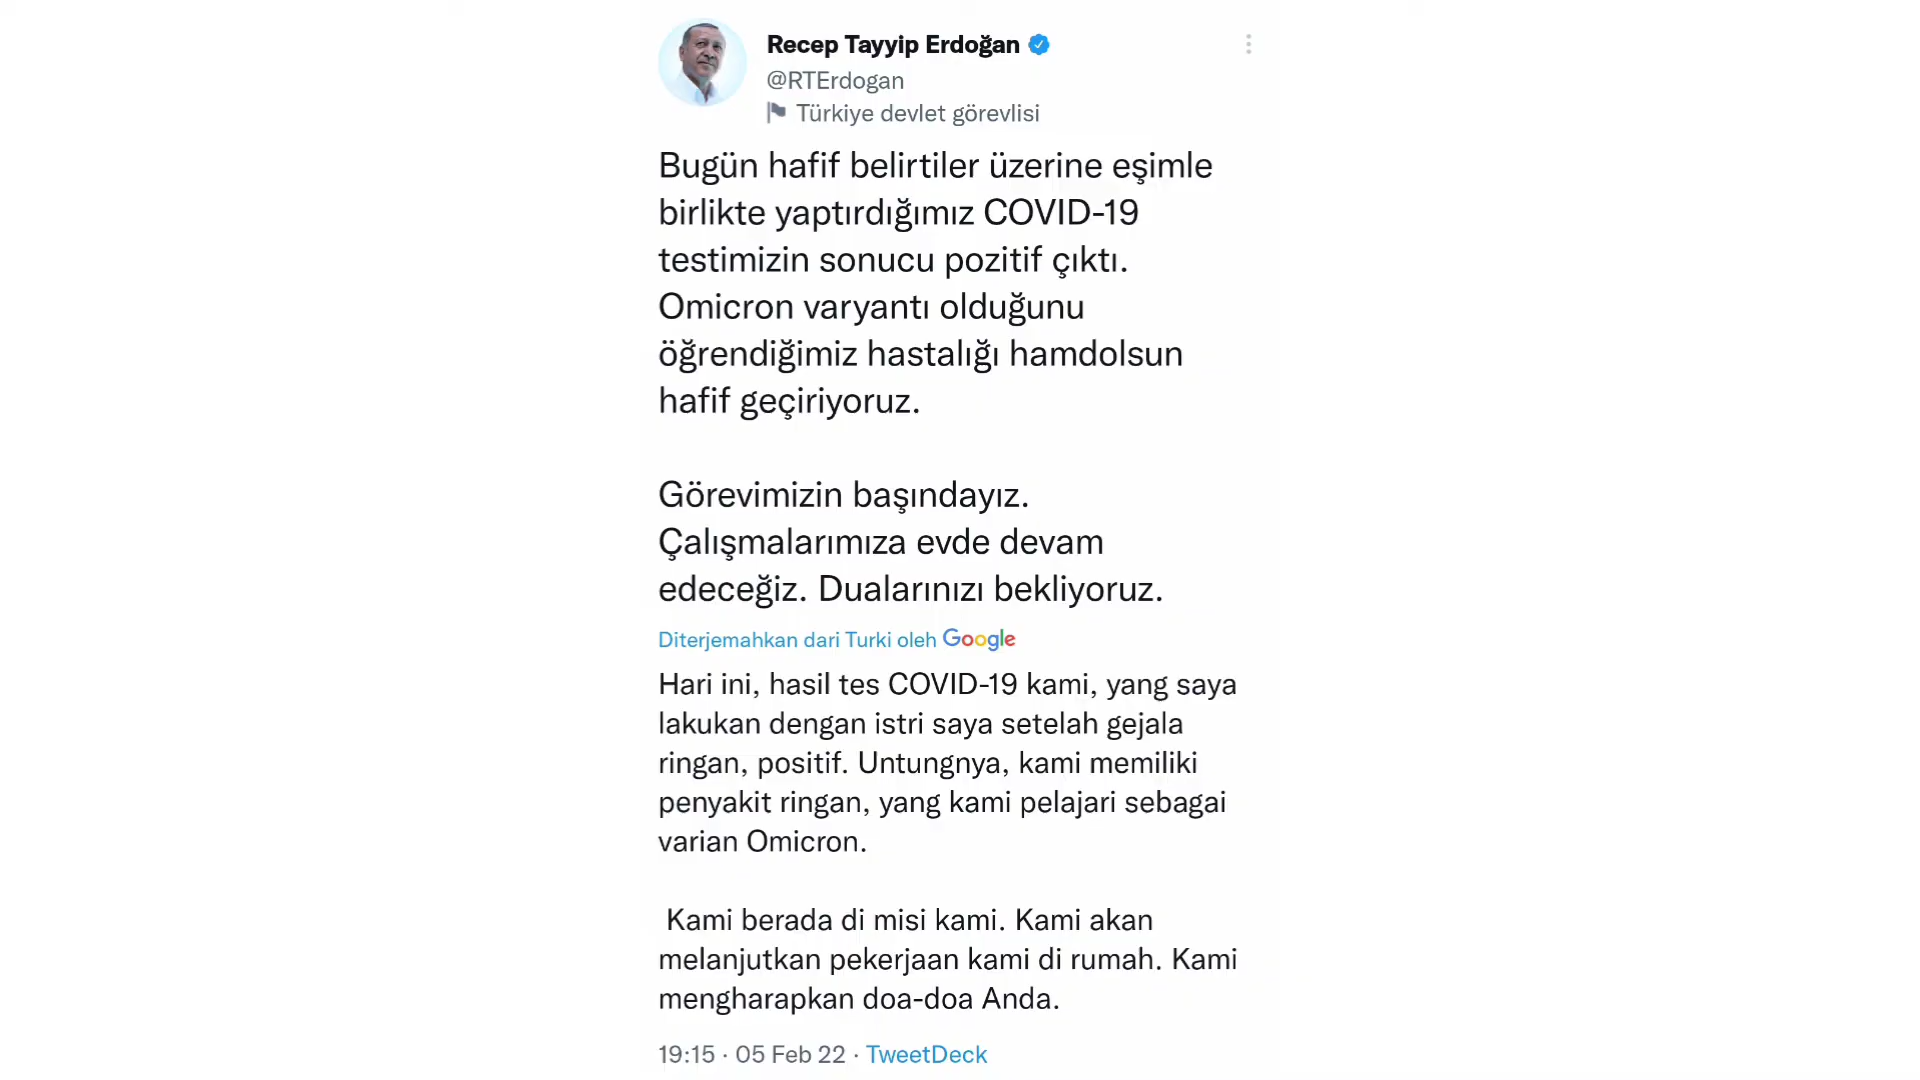 Recep Tayyip Erdoğan
@RTErdogan
Türkiye devlet görevlisi
Bugün hafif belirtiler üzerine eşimle
birlikte yaptırdığımız COVID-19
testimizin sonucu pozitif çıktı.
Omicron varyantı olduğunu
öğrendiğimiz hastalığı hamdolsun
hafif geçiriyoruz.
Görevimizin başındayız.
Çalışmalarımıza evde devam
edeceğiz. Dualarınızı bekliyoruz.
Diterjemahkan dari Turki oleh Google
Hari ini, hasil tes COVID-19 kami, yang saya
lakukan dengan istri saya setelah gejala
ringan, positif. Untungnya, kami memiliki
penyakit ringan, yang kami pelajari sebagai
varian Omicron.
Kami berada di misi kami. Kami akan
melanjutkan pekerjaan kami di rumah. Kami
mengharapkan doa-doa Anda.
19:15 · 05 Feb 22 · TweetDeck